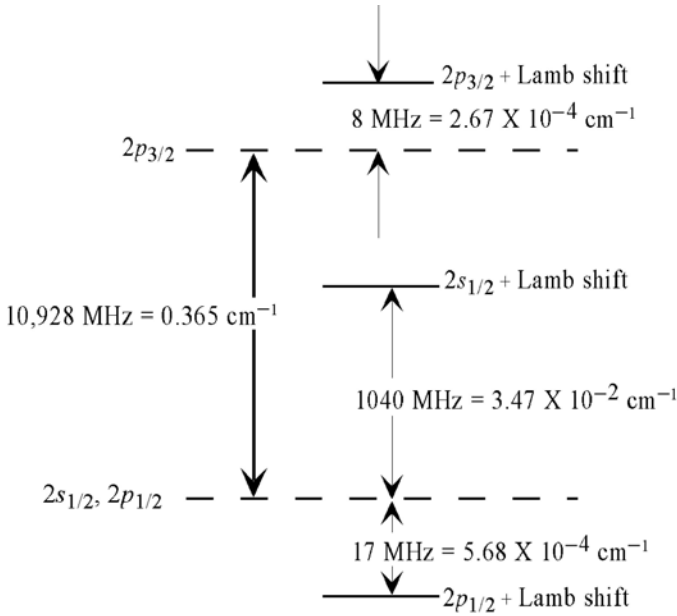 2p3/2 + Lamb shift
8 MHz = 2.67 X 10−4 cm−1
2p3/2
2s1/2 + Lamb shift
10,928 MHz = 0.365 cm−1
1040 MHz = 3.47 X 10−2 cm−1
2s1/2, 2p1/2
17 MHz = 5.68 X 10−4 cm−1
2p1/2 + Lamb shift